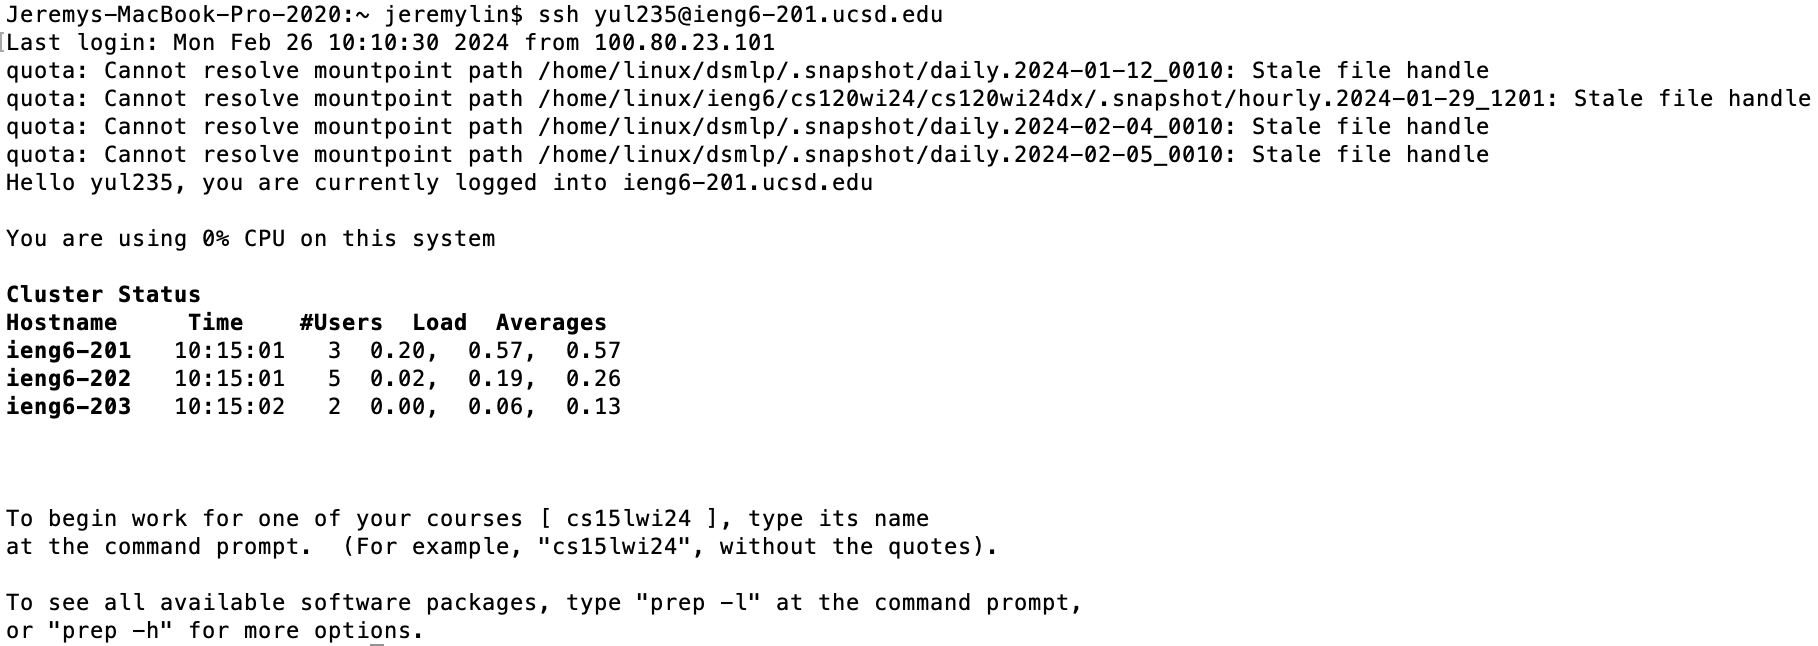 Jeremys-MacBook-Pro-2020:~ jeremylin$ ssh yul235@ieng6-201.ucsd.edu
Last login: Mon Feb 26 10:10:30 2024 from 100.80.23.101
quota: Cannot resolve mountpoint path /home/linux/dsmlp/.snapshot/daily.2024-01-12_0010: Stale file handle
quota: Cannot resolve mountpoint path /home/linux/ieng6/cs120wi24/cs120wi24dx/.snapshot/hourly.2024-01-29_1201: Stale file handle
quota: Cannot resolve mountpoint path /home/linux/dsmlp/.snapshot/daily.2024-02-04_0010: Stale file handle
quota: Cannot resolve mountpoint path /home/linux/dsmlp/.snapshot/daily.2024-02-05_0010: Stale file handle
Hello yul235, you are currently logged into ieng6-201.ucsd.edu
You are using 0% CPU on this system
Cluster Status
Hostname     Time    #Users  Load  Averages
ieng6-201   10:15:01   3  0.20,  0.57,  0.57
ieng6-202   10:15:01   5  0.02,  0.19,  0.26
ieng6-203   10:15:02   2  0.00,  0.06,  0.13
To begin work for one of your courses [ cs15lwi24 ], type its name
at the command prompt.  (For example, "cs15lwi24", without the quotes).
To see all available software packages, type "prep -l" at the command prompt,
or "prep -h" for more options.